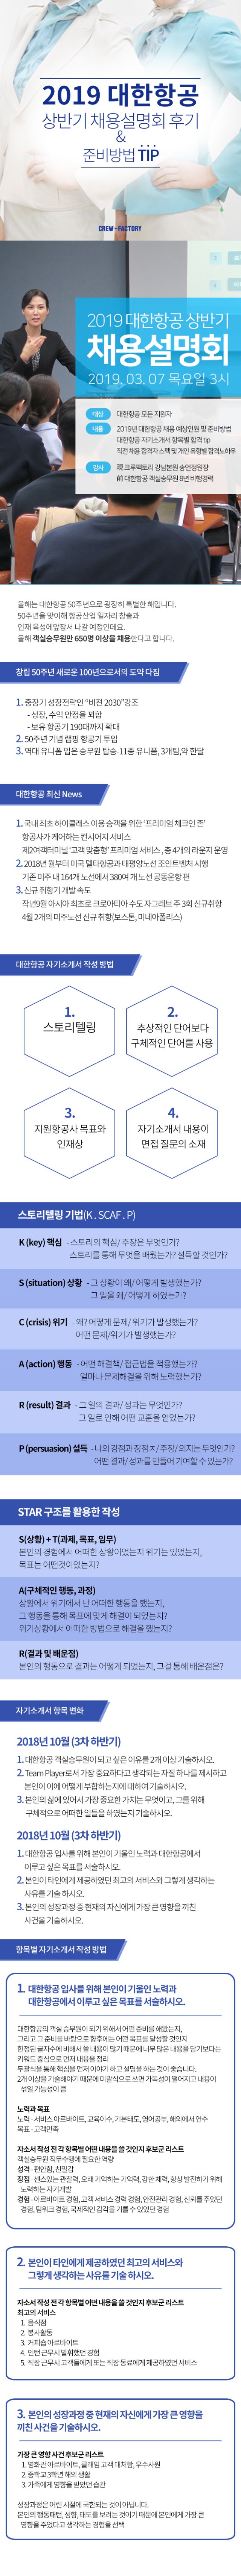 2019 대한항공
상반기 채용설명회 후기
&
준비방법 TIP
CREW-FACTORY
2019 대한항공 상반기
채용설명회
2019. 03. 07 목요일 3시
대상 대한항공 모든 지원자
내용 2019년 대한항공 채용 예상인원 및 준비방법
대한항공 자기소개서 항목별 합격 tip
직전 채용 합격자 스펙 및 개인 유형별 합격노하우
강사 現 크루팩토리 강남본원 송언정원장
前 대한항공 객실승무원 8년 비행경력
올해는 대한항공 50주년으로 굉장히 특별한 해입니다.
50주년을 맞이해 항공산업 일자리 창출과
인재 육성에앞장서 나갈 예정인데요.
올해 객실승무원만 650명 이상을 채용한다고 합니다.
창립 50주년 새로운 100년으로서의 도약 다짐
1. 중장기 성장전략인 “비젼 2030”강조
- 성장, 수익 안정을 꾀함
- 보유 항공기 190대까지 확대
2. 50주년 기념 랩핑 항공기 투입
3. 역대 유니폼 입은 승무원 탑승-11종 유니폼, 3개팀,약 한달
대한항공 최신 News
1. 국내 최초 하이클래스 이용 승객을 위한 ‘프리미엄 체크인 존’
항공사가 케어하는 컨시어지 서비스
제2여객터미널 ‘고객 맞춤형’ 프리미엄 서비스 , 총 4개의 라운지 운영
2. 2018년 월부터 미국 델타항공과 태평양노선 조인트벤처 시행
기존 미주 내 164개 노선에서 380여 개 노선 공동운항 편
3. 신규 취항기 개발 속도
작년9월 아시아 최초로 크로아티아 수도 자그레브 주 3회 신규취항
4월 2개의 미주노선 신규 취항(보스톤, 미네아폴리스)
대한항공 자기소개서 작성 방법
1.
스토리텔링
2.
추상적인 단어보다
구체적인 단어를 사용
3.
지원항공사 목표와
인재상
4.
자기소개서 내용이
면접 질문의 소재
스토리텔링 기법(K . SCAF . P)
K (key) 핵심 - 스토리의 핵심/ 주장은 무엇인가?
스토리를 통해 무엇을 배웠는가? 설득할 것인가?
S (situation) 상황 - 그 상황이 왜/ 어떻게 발생했는가?
그 일을 왜/ 어떻게 하였는가?
C (crisis) 위기 - 왜? 어떻게 문제/ 위기가 발생했는가?
어떤 문제/위기가 발생했는가?
A (action) 행동 - 어떤 해결책/ 접근법을 적용했는가?
얼마나 문제해결을 위해 노력했는가?
R (result) 결과 - 그 일의 결과/ 성과는 무엇인가?
그 일로 인해 어떤 교훈을 얻었는가?
P (persuasion) 설득 - 나의 강점과 장점ㅈ/ 주장/ 의지는 무엇인가?
어떤 결과/ 성과를 만들어 기여할 수 있는가?
STAR 구조를 활용한 작성
S(상황) + T(과제, 목표, 임무)
본인의 경험에서 어떠한 상황이었는지 위기는 있었는지,
목표는 어떤것이었는지?
A(구체적인 행동, 과정)
상황에서 위기에서 난 어떠한 행동을 했는지,
그 행동을 통해 목표에 맞게 해결이 되었는지?
위기상황에서 어떠한 방법으로 해결을 했는지?
R(결과 및 배운점)
본인의 행동으로 결과는 어떻게 되었는지, 그걸 통해 배운점은?
자기소개서 항목 변화
2018년 10월 (3차 하반기)
1. 대한항공 객실승무원이 되고 싶은 이유를 2개 이상 기술하시오.
2. Team Player로서 가장 중요하다고 생각되는 자질 하나를 제시하고
본인이 이에 어떻게 부합하는지에 대하여 기술하시오.
3. 본인의 삶에 있어서 가장 중요한 가치는 무엇이고, 그를 위해
구체적으로 어떠한 일들을 하였는지 기술하시오.
2018년 10월 (3차 하반기)
1. 대한항공 입사를 위해 본인이 기울인 노력과 대한항공에서
이루고 싶은 목표를 서술하시오.
2. 본인이 타인에게 제공하였던 최고의 서비스와 그렇게 생각하는
사유를 기술 하시오.
3. 본인의 성장과정 중 현재의 자신에게 가장 큰 영향을 끼친
사건을 기술하시오.
항목별 자기소개서 작성 방법
1. 대한항공 입사를 위해 본인이 기울인 노력과
대한항공에서 이루고 싶은 목표를 서술하시오.
대한항공의 객실 승무원이 되기 위해서 어떤 준비를 해왔는지,
그리고 그 준비를 바탕으로 향후에는 어떤 목표를 달성할 것인지
한정된 글자수에 비해서 쓸 내용이 많기 때문에 너무 많은 내용을 담기보다는
키워드 중심으로 먼저 내용을 정리
두괄식을 통해 핵심을 먼저 이야기 하고 설명을 하는 것이 좋습니다.
2개 이상을 기술해야기 때문에 미괄식으로 쓰면 가독성이 떨어지고 내용이
섞일 가능성이 큼
노력과 목표
노력 - 서비스 아르바이트, 교육이수, 기본태도, 영어공부, 해외에서 연수
목표 - 고객만족
자소서 작성 전 각 항목별 어떤 내용을 쓸 것인지 후보군 리스트
객실승무원 직무수행에 필요한 역량
성격 - 편안함, 친밀감
장점 - 센스있는 관찰력, 오래 기억하는 기억력, 강한 체력, 항상 발전하기 위해
노력하는 자기개발
경험 - 아르바이트 경험, 고객 서비스 경력 경험, 안전관리 경험, 신뢰를 주었던
경험, 팀워크 경험, 국제적인 감각을 기를 수 있었던 경험
2. 본인이 타인에게 제공하였던 최고의 서비스와
그렇게 생각하는 사유를 기술 하시오.
자소서 작성 전 각 항목별 어떤 내용을 쓸 것인지 후보군 리스트
최고의 서비스
1. 음식점
2. 봉사활동
3. 커피숍 아르바이트
4. 인턴 근무시 발휘했던 경험
5. 직장 근무시 고객들에게 또는 직장 동료에게 제공하였던 서비스
3. 본인의 성장과정 중 현재의 자신에게 가장 큰 영향을
끼친 사건을 기술하시오.
가장 큰 영향 사건 후보군 리스트
1. 영화관 아르바이트, 클래임 고객 대처함, 우수사원
2. 중학교 3학년 해외 생활
3. 가족에게 영향을 받았던 습관
성장과정은 어린 시절에 국한되는 것이 아닙니다.
본인의 행동패턴, 성향, 태도를 보려는 것이기 때문에 본인에게 가장 큰
영향을 주었다고 생각하는 경험을 선택